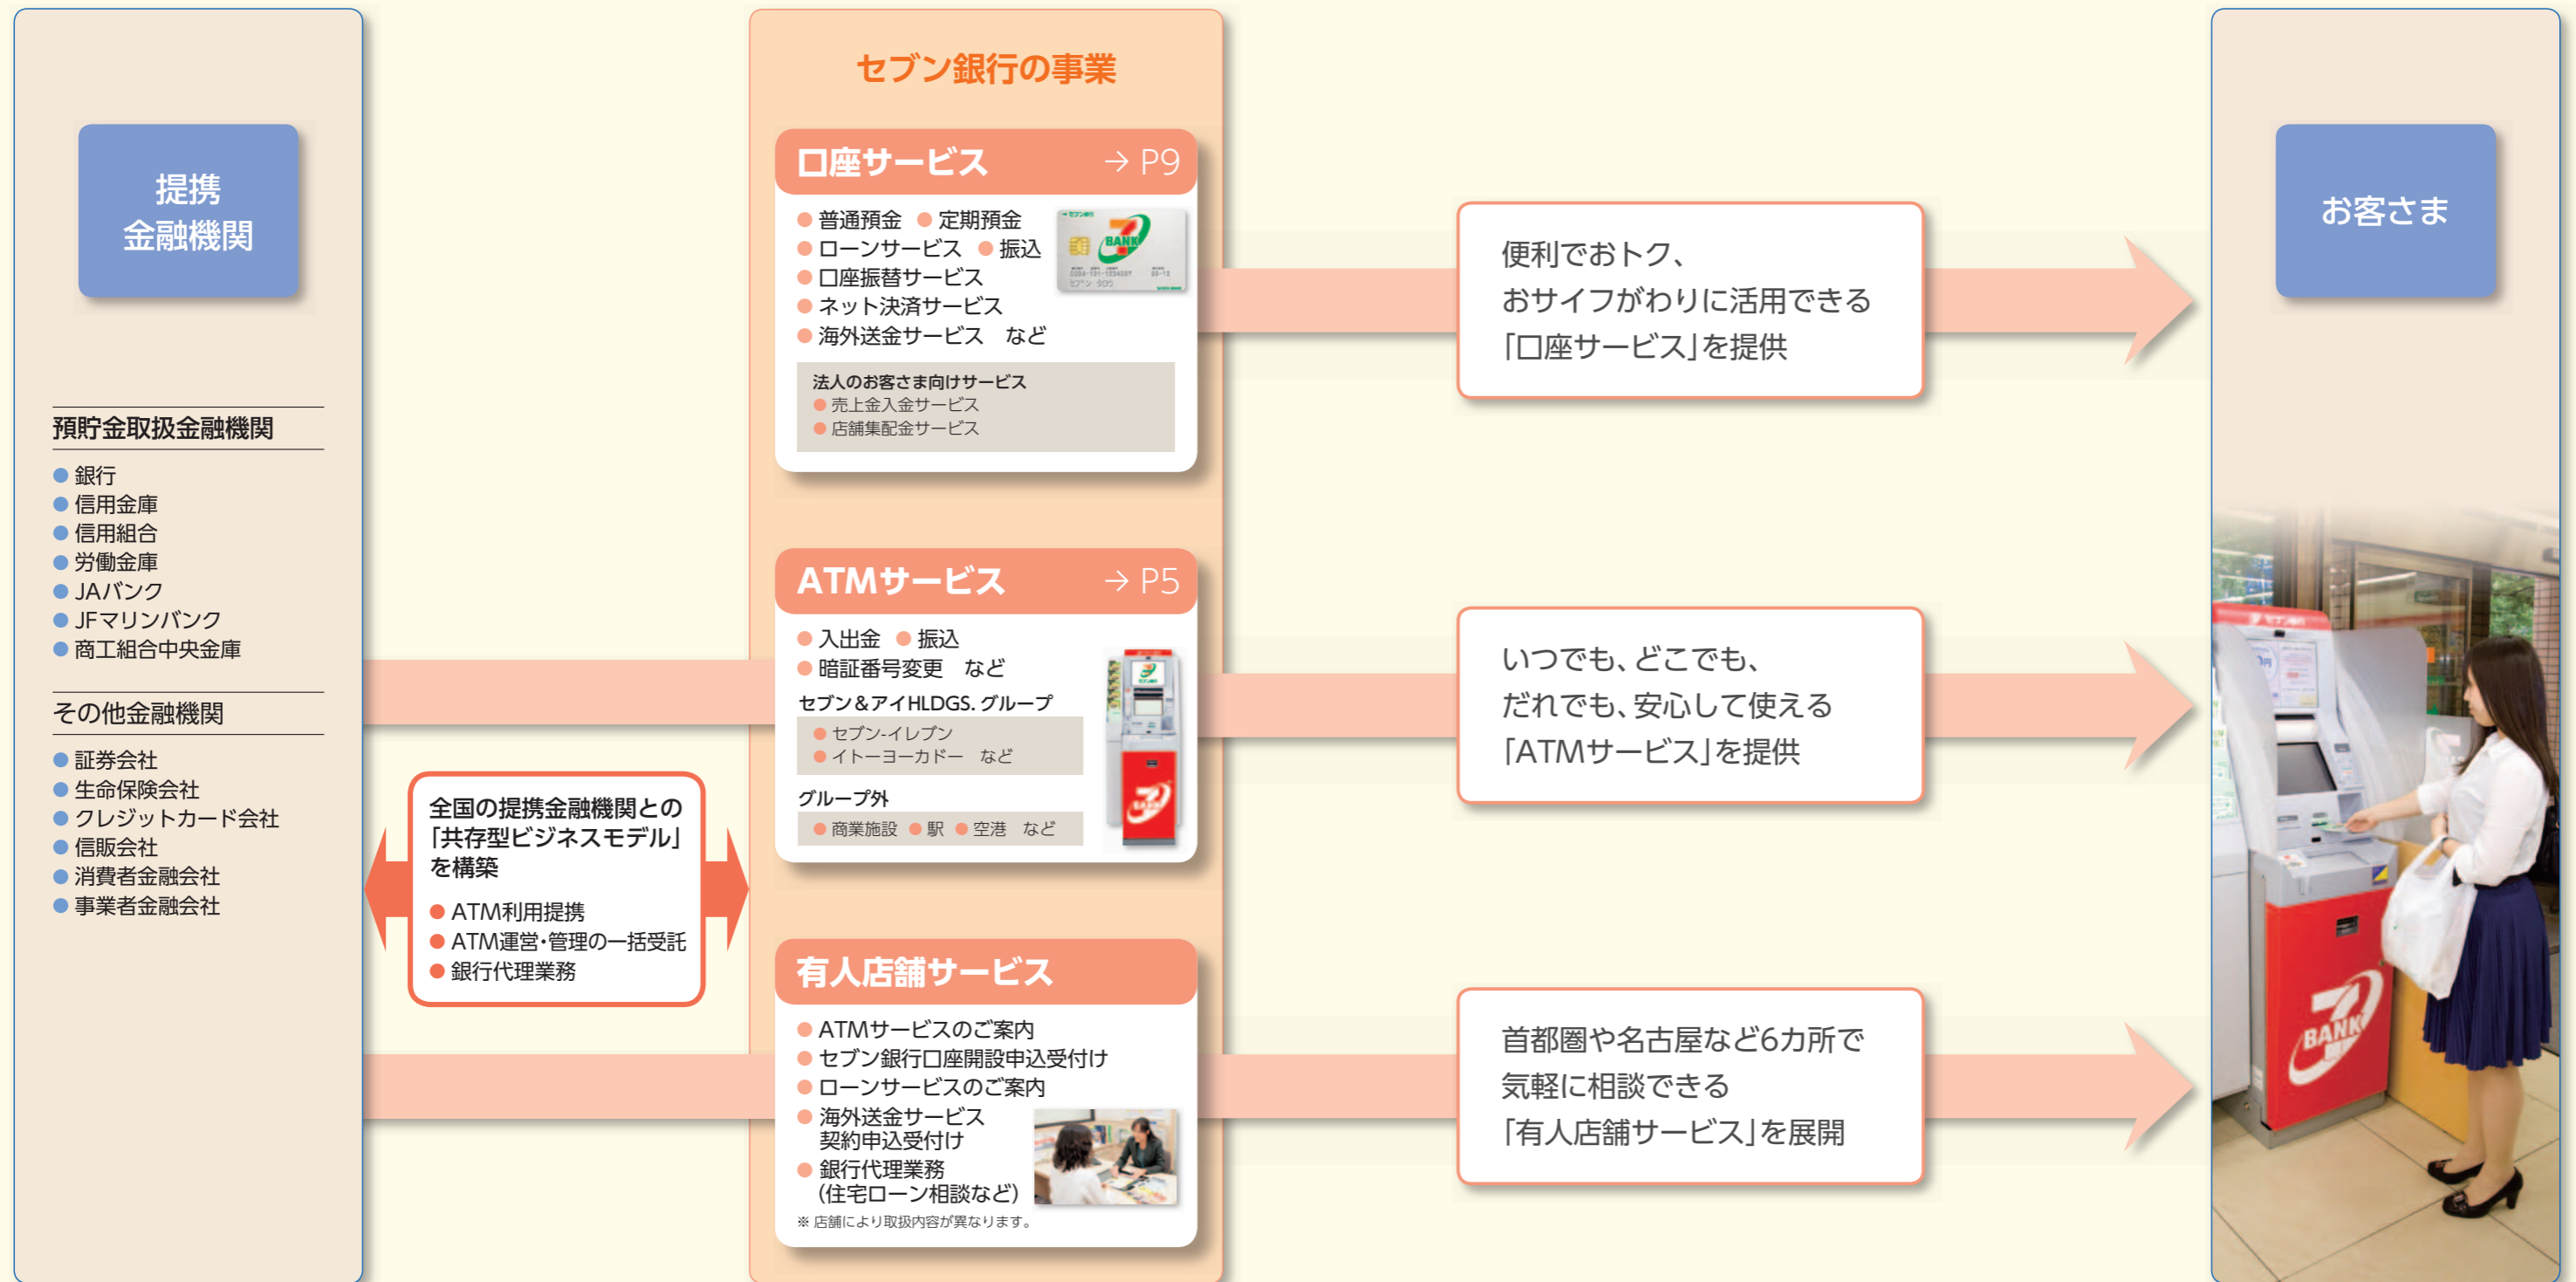 提携
金融機関
預貯金取扱金融機関
● 銀行
● 信用金庫
● 信用組合
● 労働金庫
● JAバンク
● JFマリンバンク
● 商工組合中央金庫
その他金融機関
● 証券会社
● 生命保険会社
● クレジットカード会社
● 信販会社
● 消費者金融会社
● 事業者金融会社
全国の提携金融機関との
「共存型ビジネスモデル」
を構築
● ATM利用提携
● ATM運営・管理の一括受託
● 銀行代理業務
セブン銀行の事業
口座サービス → P9
● 普通預金 ● 定期預金
● ローンサービス ● 振込
● 口座振替サービス
● ネット決済サービス
● 海外送金サービス など
セブン銀行
7
BANK
法人のお客さま向けサービス
● 売上金入金サービス
● 店舗集配金サービス
ATMサービス → P5
● 入出金 ● 振込
● 暗証番号変更 など
セブン&アイHLDGS. グループ
● セブン-イレブン
● イトーヨーカドー など
グループ外
● 商業施設 ● 駅 ● 空港 など
7
BANK
有人店舗サービス
● ATMサービスのご案内
● セブン銀行口座開設申込受付け
● ローンサービスのご案内
● 海外送金サービス
契約申込受付け
● 銀行代理業務
(住宅ローン相談など)
※ 店舗により取扱内容が異なります。
便利でおトク、
おサイフがわりに活用できる
「口座サービス」を提供
いつでも、どこでも、
だれでも、安心して使える
「ATMサービス」を提供
首都圏や名古屋など6カ所で
気軽に相談できる
「有人店舗サービス」を展開
お客さま
セブン銀行
7
BANK